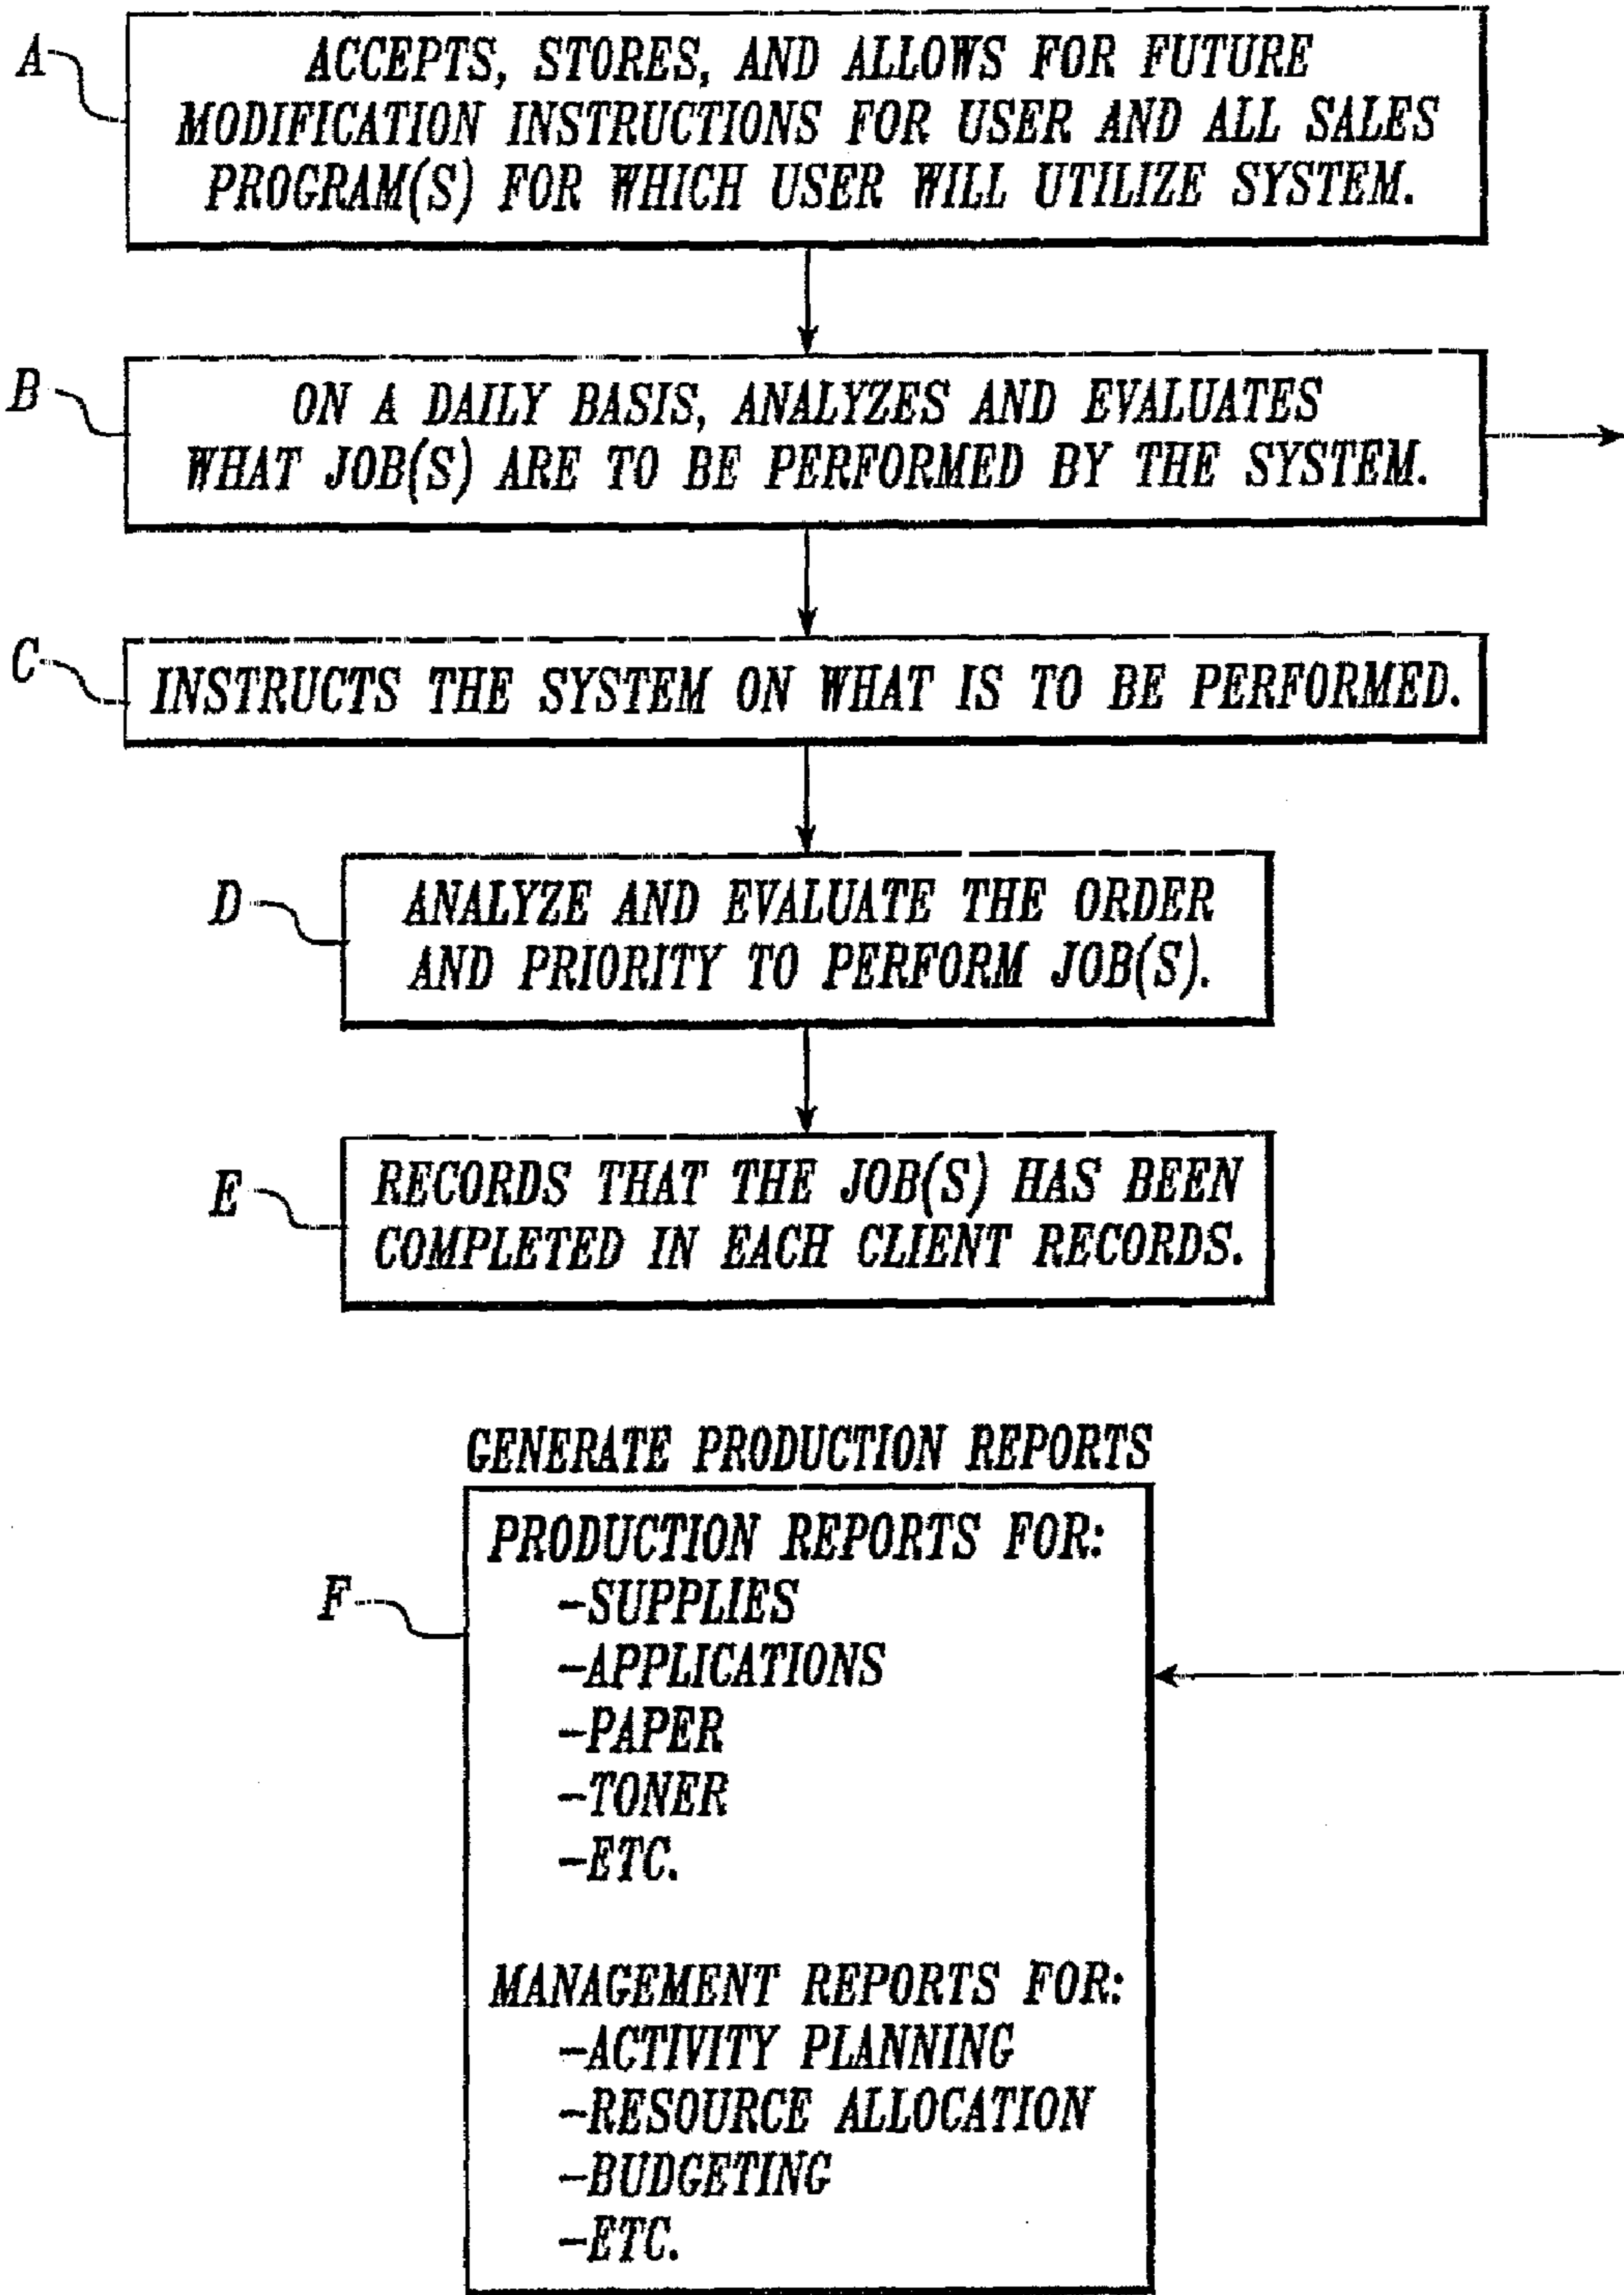 A
ACCEPTS, STORES, AND ALLOWS FOR FUTURE
MODIFICATION INSTRUCTIONS FOR USER AND ALL SALES
PROGRAM(S) FOR WHICH USER WILL UTILIZE SYSTEM.
B
ON A DAILY BASIS, ANALYZES AND EVALUATES
WHAT JOB(S) ARE TO BE PERFORMED BY THE SYSTEM.
C
INSTRUCTS THE SYSTEM ON WHAT IS TO BE PERFORMED.
D
ANALYZE AND EVALUATE THE ORDER
AND PRIORITY TO PERFORM JOB(S).
E
RECORDS THAT THE JOB(S) HAS BEEN
COMPLETED IN EACH CLIENT RECORDS.
GENERATE PRODUCTION REPORTS
F
PRODUCTION REPORTS FOR:
-SUPPLIES
-APPLICATIONS
-PAPER
-TONER
-ETC.
MANAGEMENT REPORTS FOR:
-ACTIVITY PLANNING
-RESOURCE ALLOCATION
-BUDGETING
-ETC.